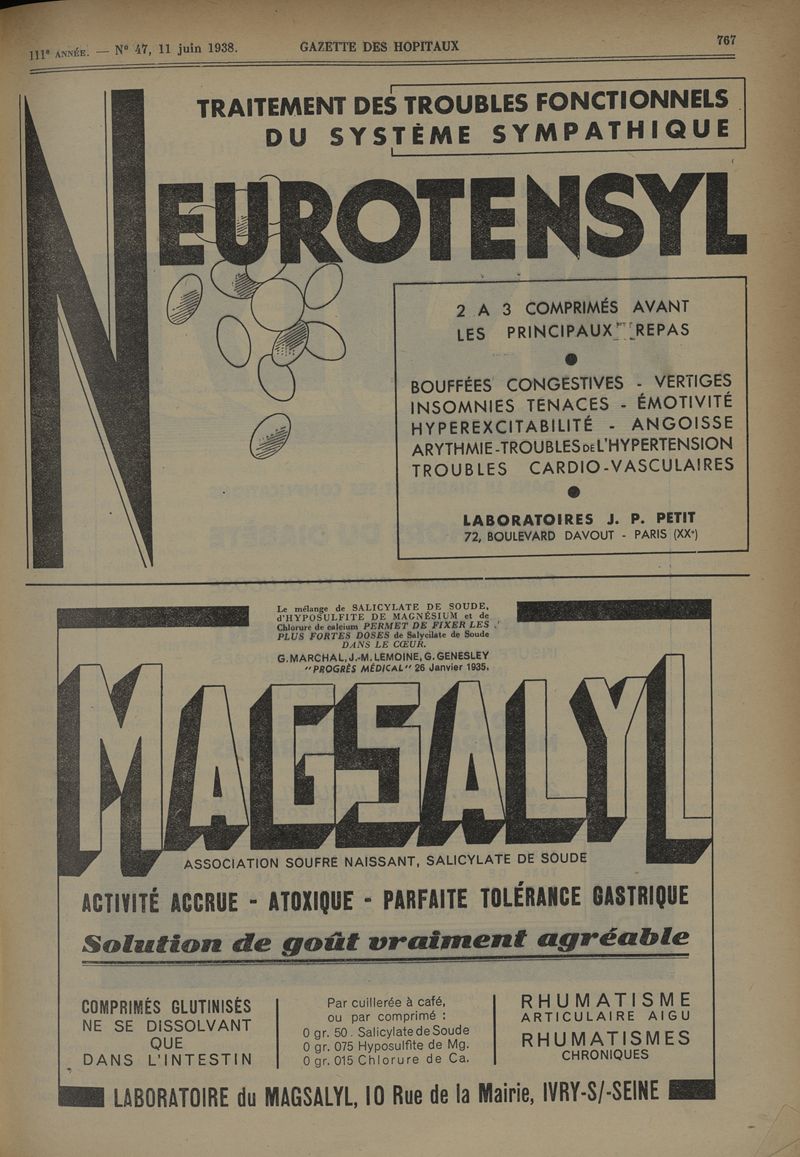 111e ANNÉE. — No 47, 11 juin 1938. GAZETTE DES HOPITAUX 767
TRAITEMENT DES TROUBLES FONCTIONNELS
DU SYSTÈME SYMPATHIQUE
NEUROTENSYL
2 A 3 COMPRIMÉS AVANT
LES PRINCIPAUX REPAS
BOUFFÉES CONGESTIVES - VERTIGES
INSOMNIES TENACES - ÉMOTIVITÉ
HYPEREXCITABILITÉ - ANGOISSE
ARYTHMIE-TROUBLES DE L'HYPERTENSION
TROUBLES CARDIO-VASCULAIRES
LABORATOIRES J. P. PETIT
72, BOULEVARD DAVOUT - PARIS (XXe)
Le mélange de SALICYLATE DE SOUDE,
d'HYPOSULFITE DE MAGNÉSIUM et de
Chlorure de calcium PERMET DE FIXER LES
PLUS FORTES DOSES de Salycilate de Soude
DANS LE CŒUR.
G. MARCHAL, J.-M. LEMOINE, G. GENESLEY
"PROGRÈS MÉDICAL" 26 Janvier 1935.
MAGSALYL
ASSOCIATION SOUFRE NAISSANT, SALICYLATE DE SOUDE
ACTIVITÉ ACCRUE - ATOXIQUE - PARFAITE TOLÉRANCE GASTRIQUE
Solution de goût vraiment agréable
COMPRIMÉS GLUTINISÉS
NE SE DISSOLVANT
QUE
DANS L'INTESTIN
Par cuillerée à café,
ou par comprimé :
0 gr. 50. Salicylate de Soude
0 gr. 075 Hyposulfite de Mg.
0 gr. 015 Chlorure de Ca.
RHUMATISME
ARTICULAIRE AIGU
RHUMATISMES
CHRONIQUES
LABORATOIRE du MAGSALYL, 10 Rue de la Mairie, IVRY-S/-SEINE